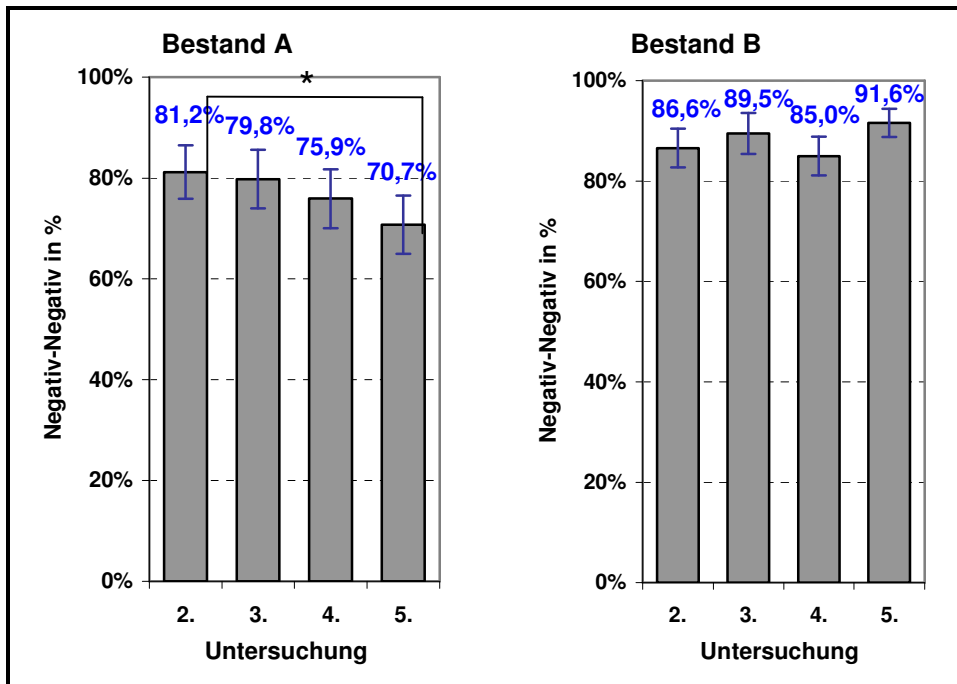 Bestand A
100%
80%
60%
40%
20%
0%
Negativ-Negativ in %
*
81,2%
79,8%
75,9%
70,7%
2. 3. 4. 5.
Untersuchung
Bestand B
100%
80%
60%
40%
20%
0%
Negativ-Negativ in %
86,6%
89,5%
85,0%
91,6%
2. 3. 4. 5.
Untersuchung